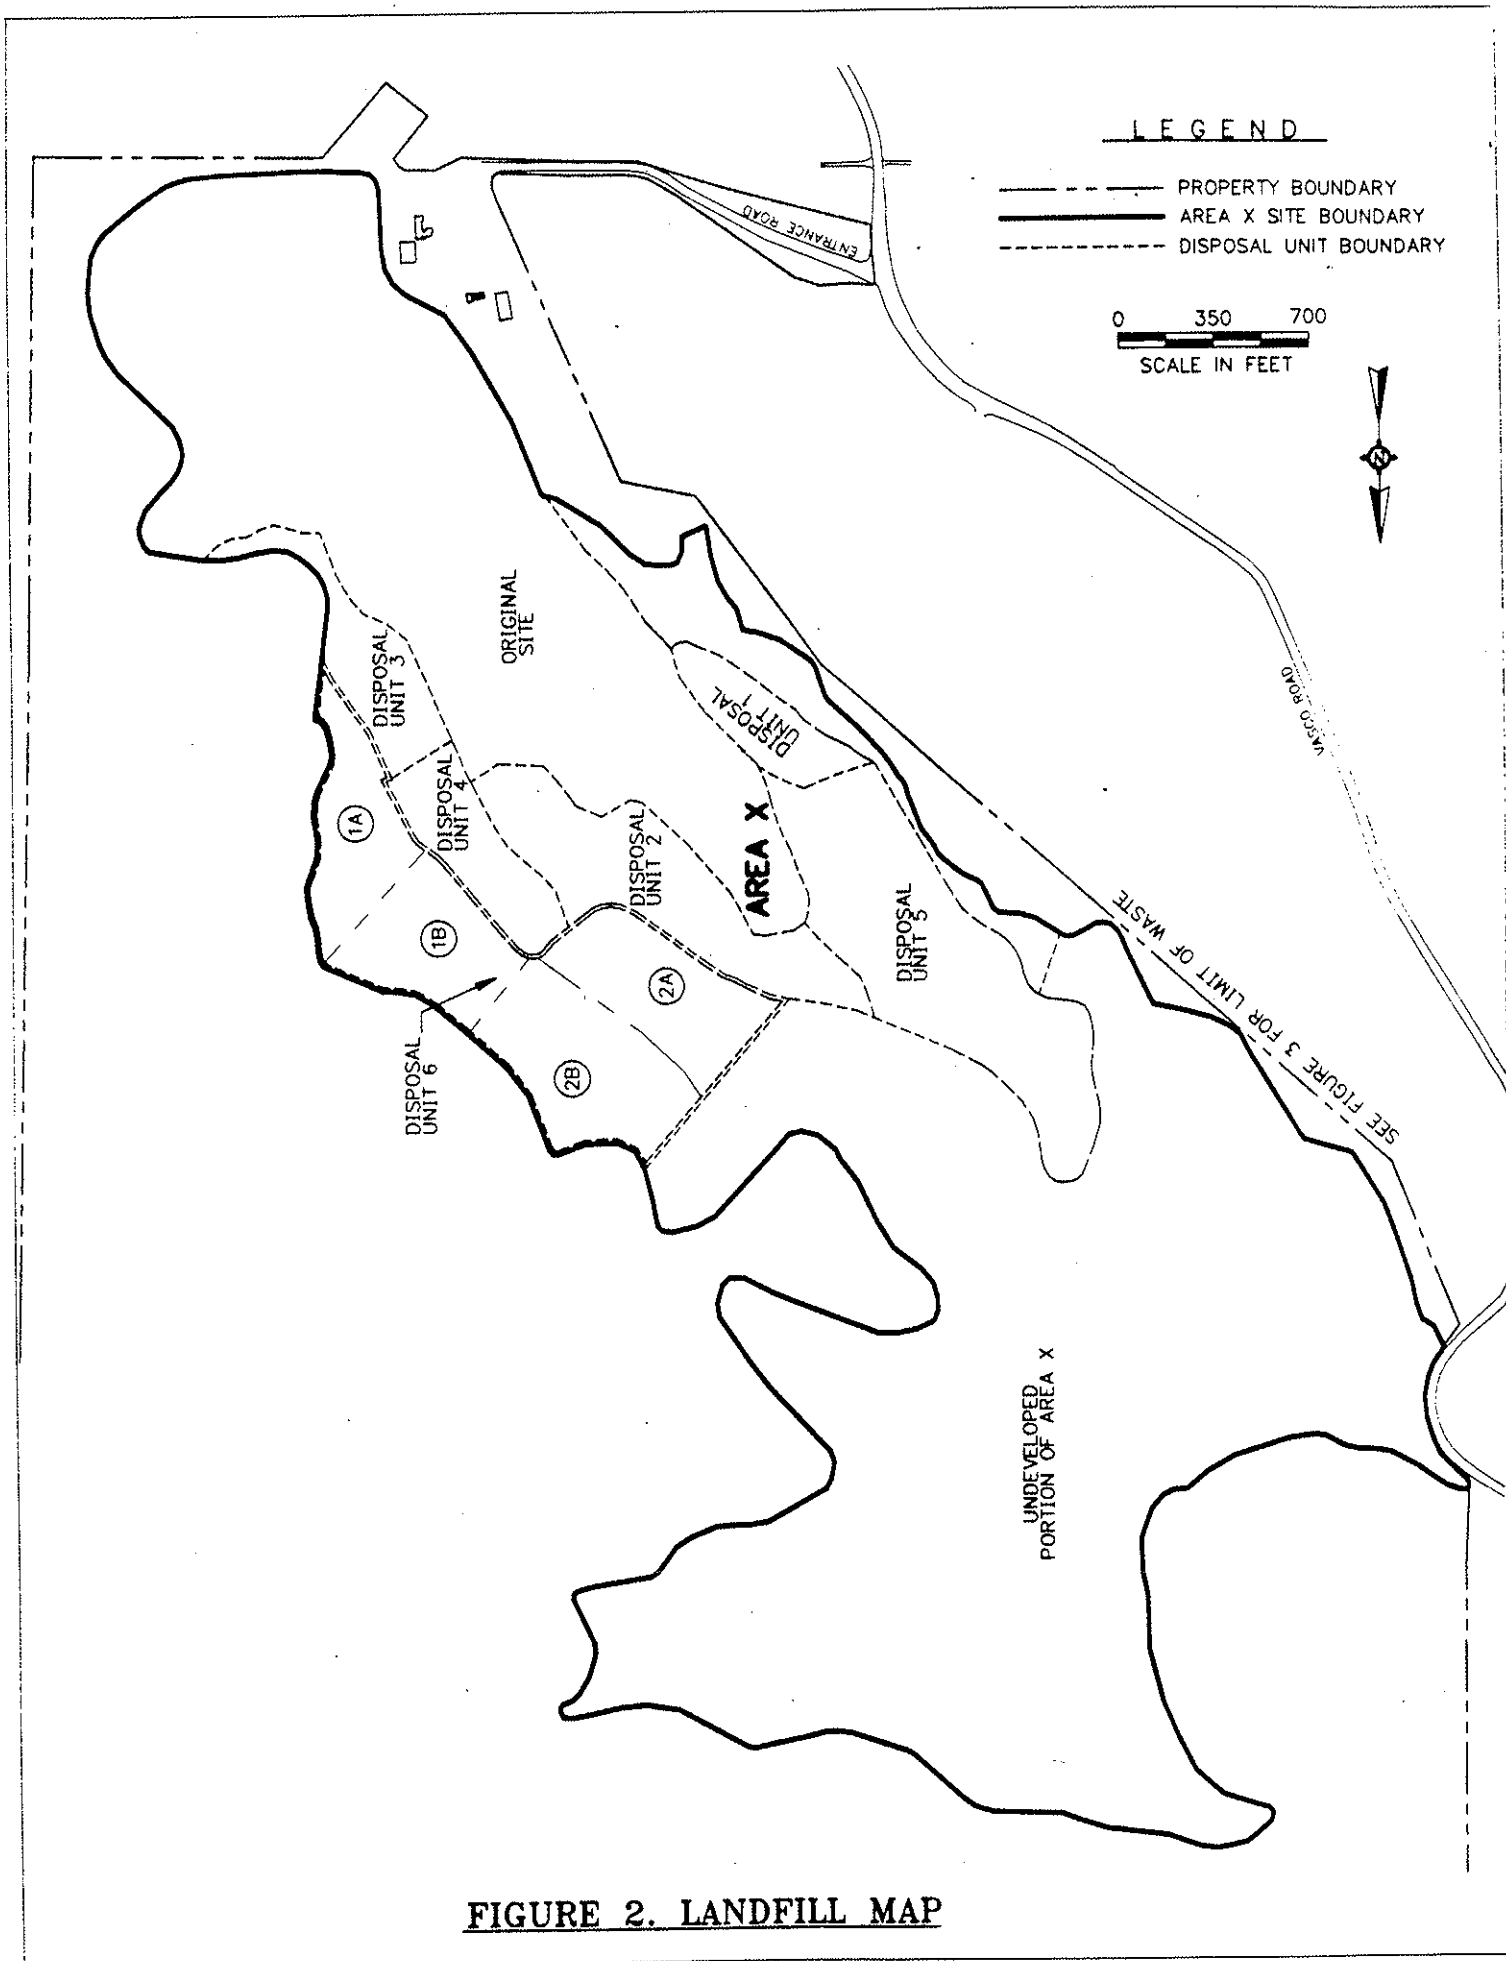 LEGEND
PROPERTY BOUNDARY
AREA X SITE BOUNDARY
DISPOSAL UNIT BOUNDARY
0 350 700
SCALE IN FEET
N
ENTRANCE ROAD
VASCO ROAD
ORIGINAL
SITE
DISPOSAL
UNIT 3
DISPOSAL
UNIT 1
DISPOSAL
UNIT 4
1A
DISPOSAL
UNIT 2
AREA X
DISPOSAL
UNIT 5
1B
2A
SEE FIGURE 3 FOR LIMIT OF WASTE
DISPOSAL
UNIT 6
2B
UNDEVELOPED
PORTION OF AREA X
FIGURE 2. LANDFILL MAP